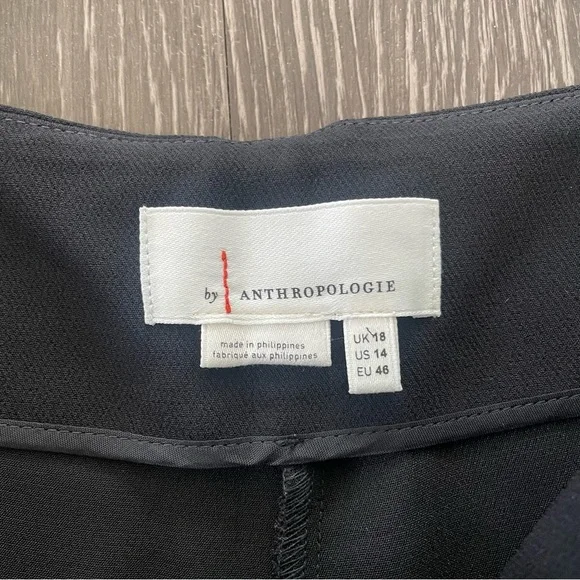 by ANTHROPOLOGIE
made in philippines
fabriqué aux philippines
UK 18
US 14
EU 46